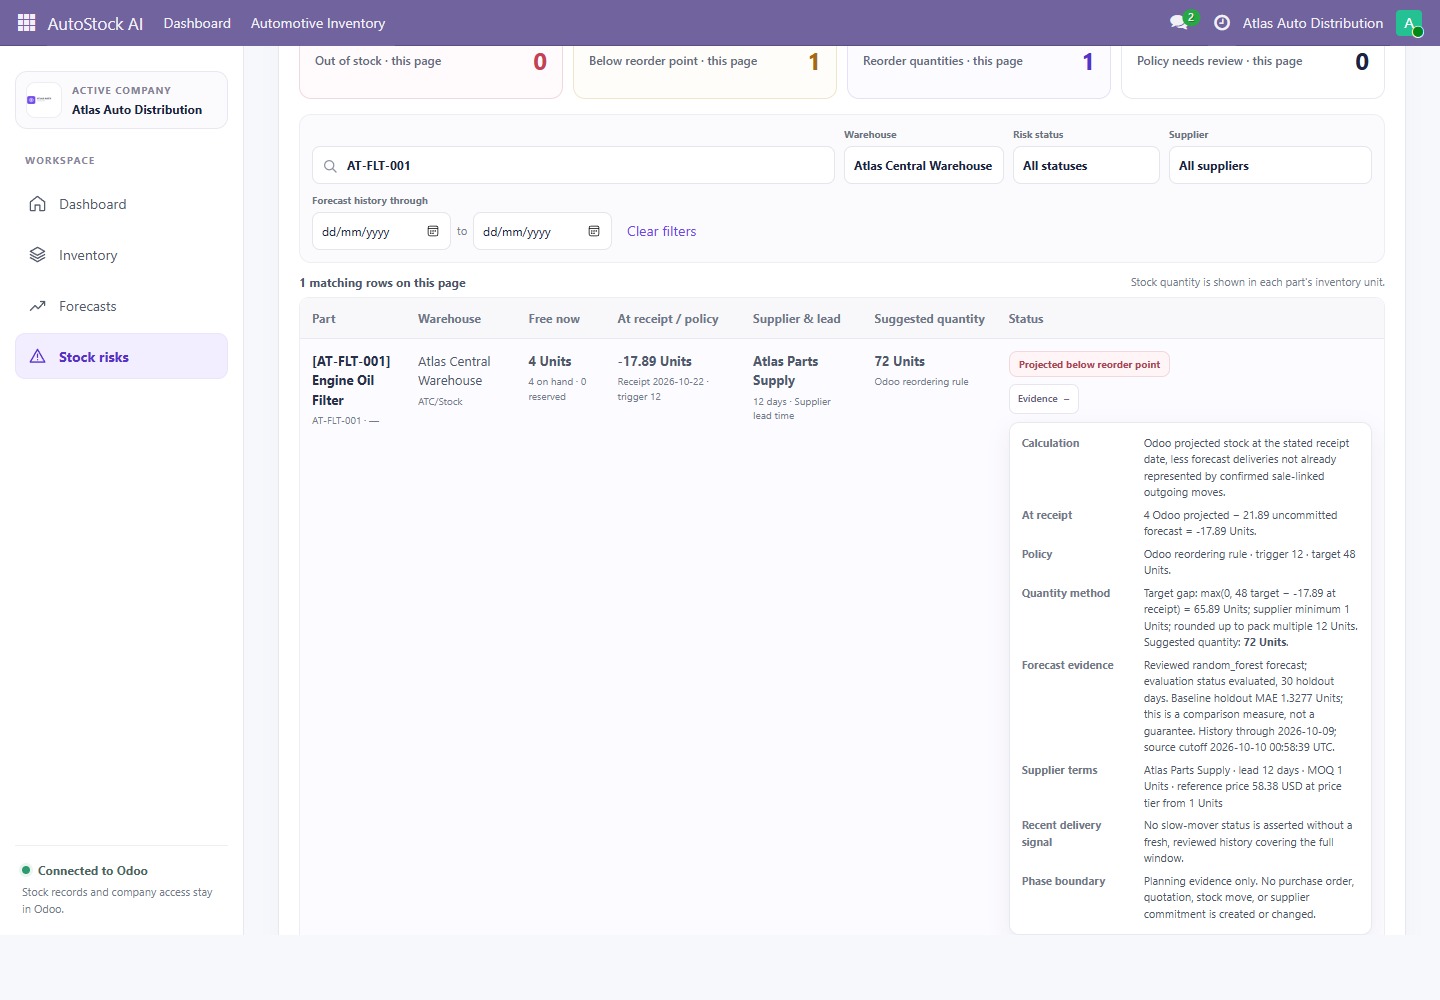 AutoStock AI Dashboard Automotive Inventory 2 Atlas Auto Distribution A
ACTIVE COMPANY
Atlas Auto Distribution
WORKSPACE
Dashboard
Inventory
Forecasts
Stock risks
Connected to Odoo
Stock records and company access stay
in Odoo.
Out of stock · this page 0
Below reorder point · this page 1
Reorder quantities · this page 1
Policy needs review · this page 0
AT-FLT-001
Warehouse
Atlas Central Warehouse
Risk status
All statuses
Supplier
All suppliers
Forecast history through
dd/mm/yyyy to dd/mm/yyyy Clear filters
1 matching rows on this page
Stock quantity is shown in each part's inventory unit.
Part Warehouse Free now At receipt / policy Supplier & lead Suggested quantity Status
[AT-FLT-001]
Engine Oil
Filter
AT-FLT-001 · —
Atlas Central
Warehouse
ATC/Stock
4 Units
4 on hand · 0
reserved
-17.89 Units
Receipt 2026-10-22 ·
trigger 12
Atlas Parts
Supply
12 days · Supplier
lead time
72 Units
Odoo reordering rule
Projected below reorder point
Evidence −
Calculation
Odoo projected stock at the stated receipt
date, less forecast deliveries not already
represented by confirmed sale-linked
outgoing moves.
At receipt
4 Odoo projected − 21.89 uncommitted
forecast = -17.89 Units.
Policy
Odoo reordering rule · trigger 12 · target 48
Units.
Quantity method
Target gap: max(0, 48 target − -17.89 at
receipt) = 65.89 Units; supplier minimum 1
Units; rounded up to pack multiple 12 Units.
Suggested quantity: 72 Units.
Forecast evidence
Reviewed random_forest forecast;
evaluation status evaluated, 30 holdout
days. Baseline holdout MAE 1.3277 Units;
this is a comparison measure, not a
guarantee. History through 2026-10-09;
source cutoff 2026-10-10 00:58:39 UTC.
Supplier terms
Atlas Parts Supply · lead 12 days · MOQ 1
Units · reference price 58.38 USD at price
tier from 1 Units
Recent delivery
signal
No slow-mover status is asserted without a
fresh, reviewed history covering the full
window.
Phase boundary
Planning evidence only. No purchase order,
quotation, stock move, or supplier
commitment is created or changed.